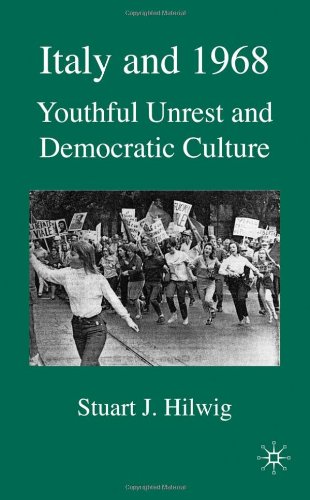 Italy and 1968
Youthful Unrest and
Democratic Culture
Stuart J. Hilwig